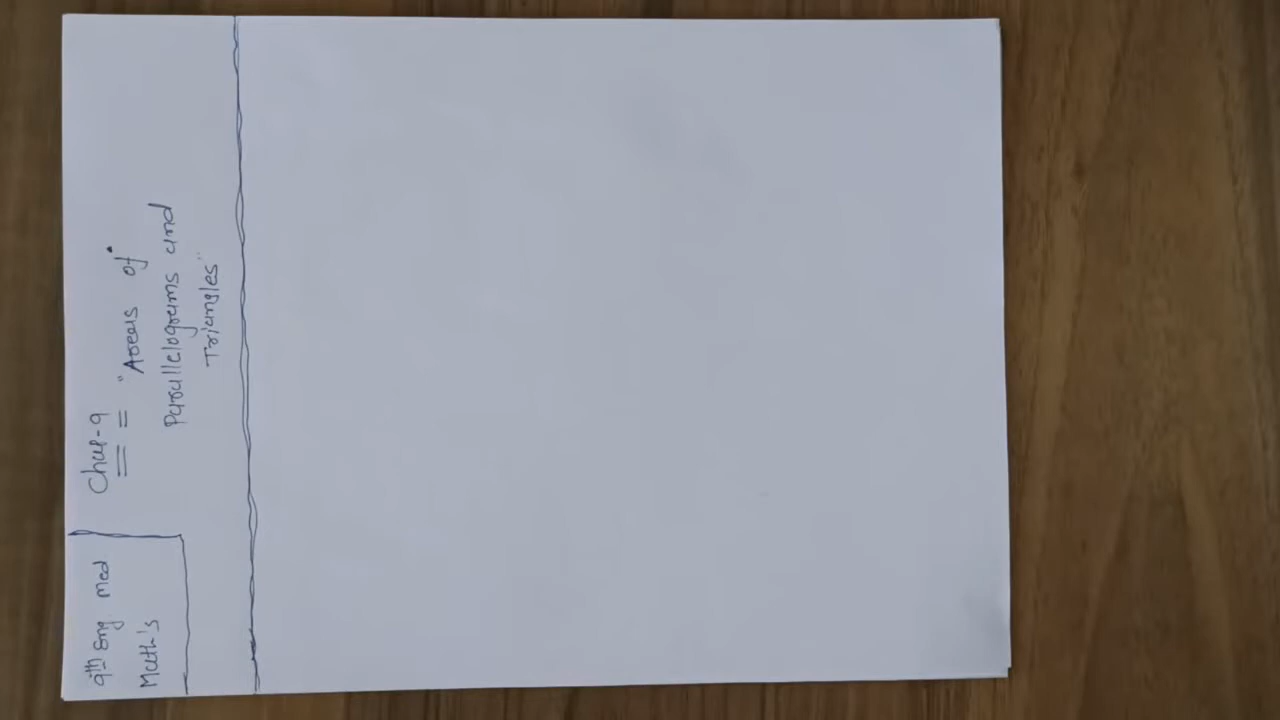 9th Eng Med
Math's
Chap-9
= "Areas of
Parallelograms and
Triangles"